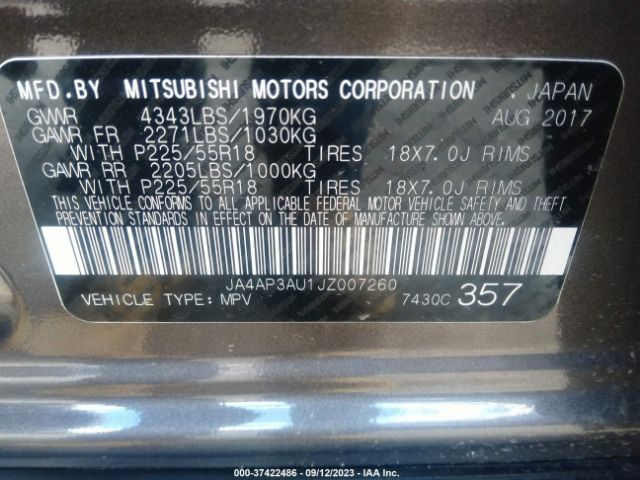 MFD.BY MITSUBISHI MOTORS CORPORATION. JAPAN
GVWR 4343LBS/1970KG AUG 2017
GAWR FR 2271LBS/1030KG
WITH P225/55R18 TIRES 18X7.0J RIMS
GAWR RR 2205LBS/1000KG
WITH P225/55R18 TIRES 18X7.0J RIMS
THIS VEHICLE CONFORMS TO ALL APPLICABLE FEDERAL MOTOR VEHICLE SAFETY AND THEFT
PREVENTION STANDARDS IN EFFECT ON THE DATE OF MANUFACTURE SHOWN ABOVE.
JA4AP3AU1JZ007260
VEHICLE TYPE: MPV 7430C 357
000-37422486 - 09/12/2023 - IAA Inc.